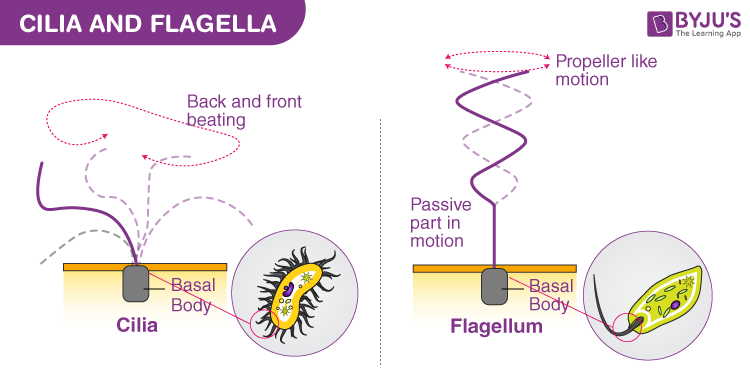 CILIA AND FLAGELLA
BYJU'S
The Learning App
Back and front
beating
Basal
Body
Cilia
Propeller like
motion
Passive
part in
motion
Basal
Body
Flagellum